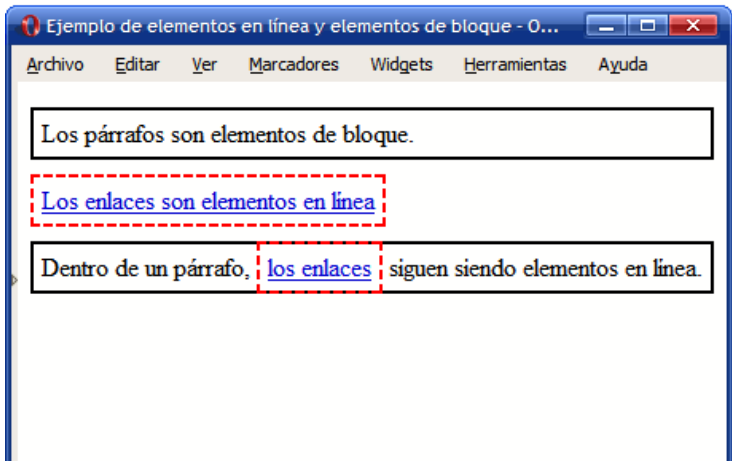 Ejemplo de elementos en línea y elementos de bloque - O...
Archivo Editar Ver Marcadores Widgets Herramientas Ayuda
Los párrafos son elementos de bloque.
Los enlaces son elementos en línea
Dentro de un párrafo, los enlaces siguen siendo elementos en línea.